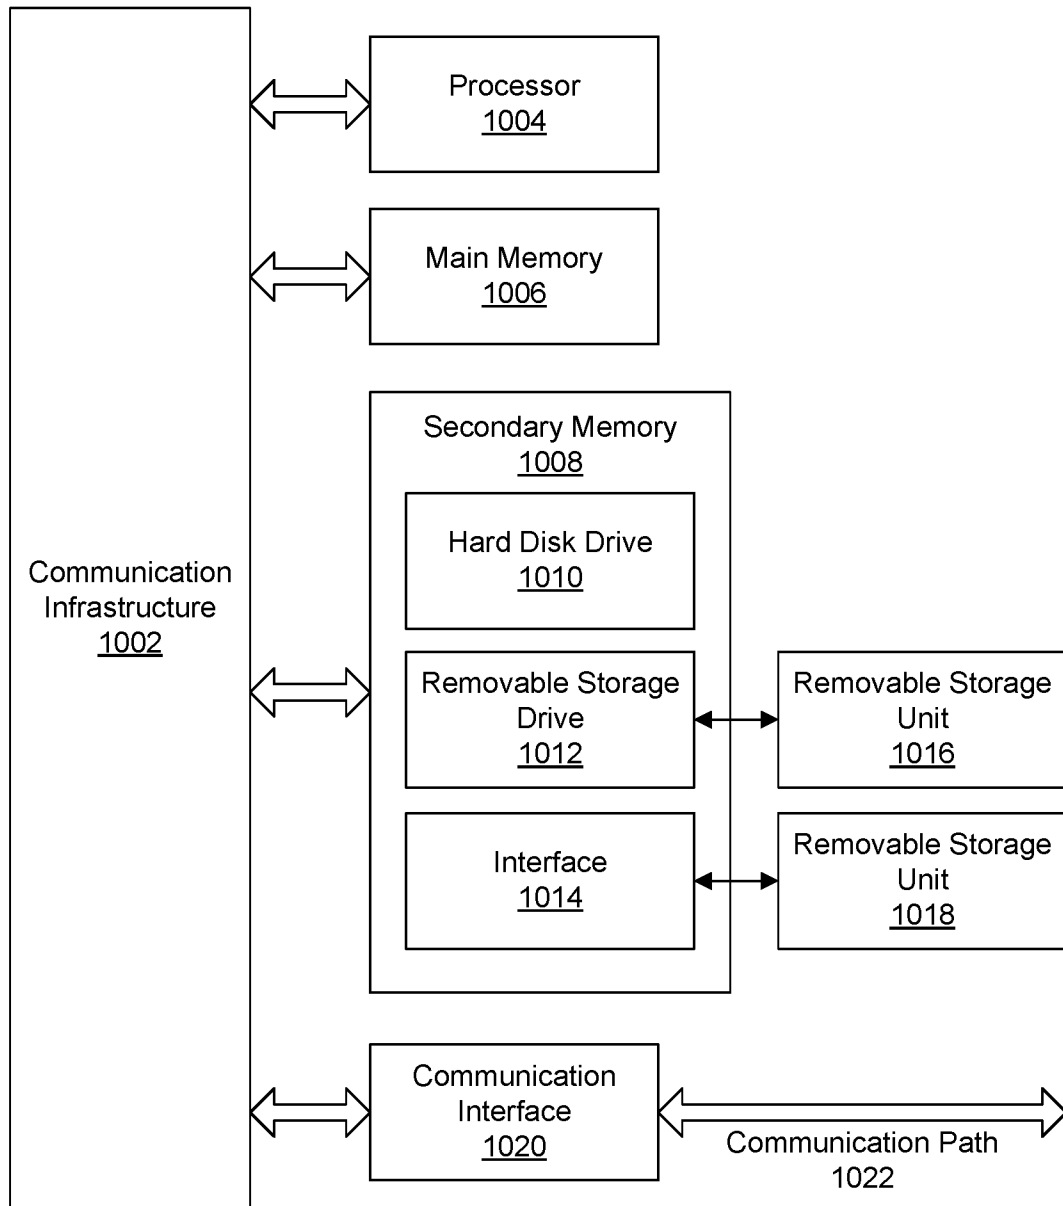 Processor
1004
Main Memory
1006
Secondary Memory
1008
Hard Disk Drive
1010
Communication
Infrastructure
1002
Removable Storage
Drive
1012
Removable Storage
Unit
1016
Interface
1014
Removable Storage
Unit
1018
Communication
Interface
1020
Communication Path
1022